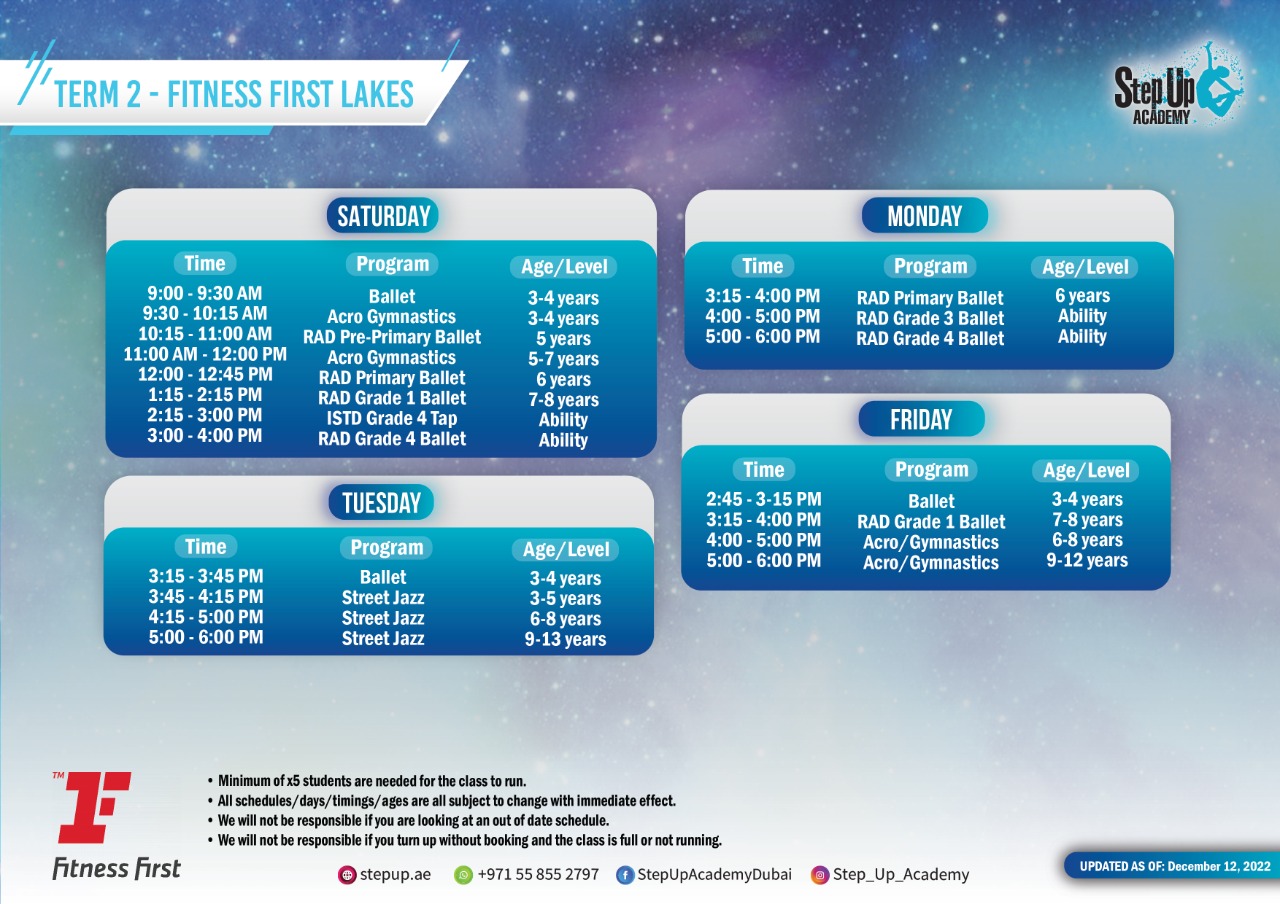 TERM 2 - FITNESS FIRST LAKES
Step Up
ACADEMY
SATURDAY
Time Program Age/Level
9:00 - 9:30 AM Ballet 3-4 years
9:30 - 10:15 AM Acro Gymnastics 3-4 years
10:15 - 11:00 AM RAD Pre-Primary Ballet 5 years
11:00 AM - 12:00 PM Acro Gymnastics 5-7 years
12:00 - 12:45 PM RAD Primary Ballet 6 years
1:15 - 2:15 PM RAD Grade 1 Ballet 7-8 years
2:15 - 3:00 PM ISTD Grade 4 Tap Ability
3:00 - 4:00 PM RAD Grade 4 Ballet Ability
MONDAY
Time Program Age/Level
3:15 - 4:00 PM RAD Primary Ballet 6 years
4:00 - 5:00 PM RAD Grade 3 Ballet Ability
5:00 - 6:00 PM RAD Grade 4 Ballet Ability
TUESDAY
Time Program Age/Level
3:15 - 3:45 PM Ballet 3-4 years
3:45 - 4:15 PM Street Jazz 3-5 years
4:15 - 5:00 PM Street Jazz 6-8 years
5:00 - 6:00 PM Street Jazz 9-13 years
FRIDAY
Time Program Age/Level
2:45 - 3-15 PM Ballet 3-4 years
3:15 - 4:00 PM RAD Grade 1 Ballet 7-8 years
4:00 - 5:00 PM Acro/Gymnastics 6-8 years
5:00 - 6:00 PM Acro/Gymnastics 9-12 years
TM
Fitness First
• Minimum of x5 students are needed for the class to run.
• All schedules/days/timings/ages are all subject to change with immediate effect.
• We will not be responsible if you are looking at an out of date schedule.
• We will not be responsible if you turn up without booking and the class is full or not running.
stepup.ae +971 55 855 2797 StepUpAcademyDubai Step_Up_Academy
UPDATED AS OF: December 12, 2022